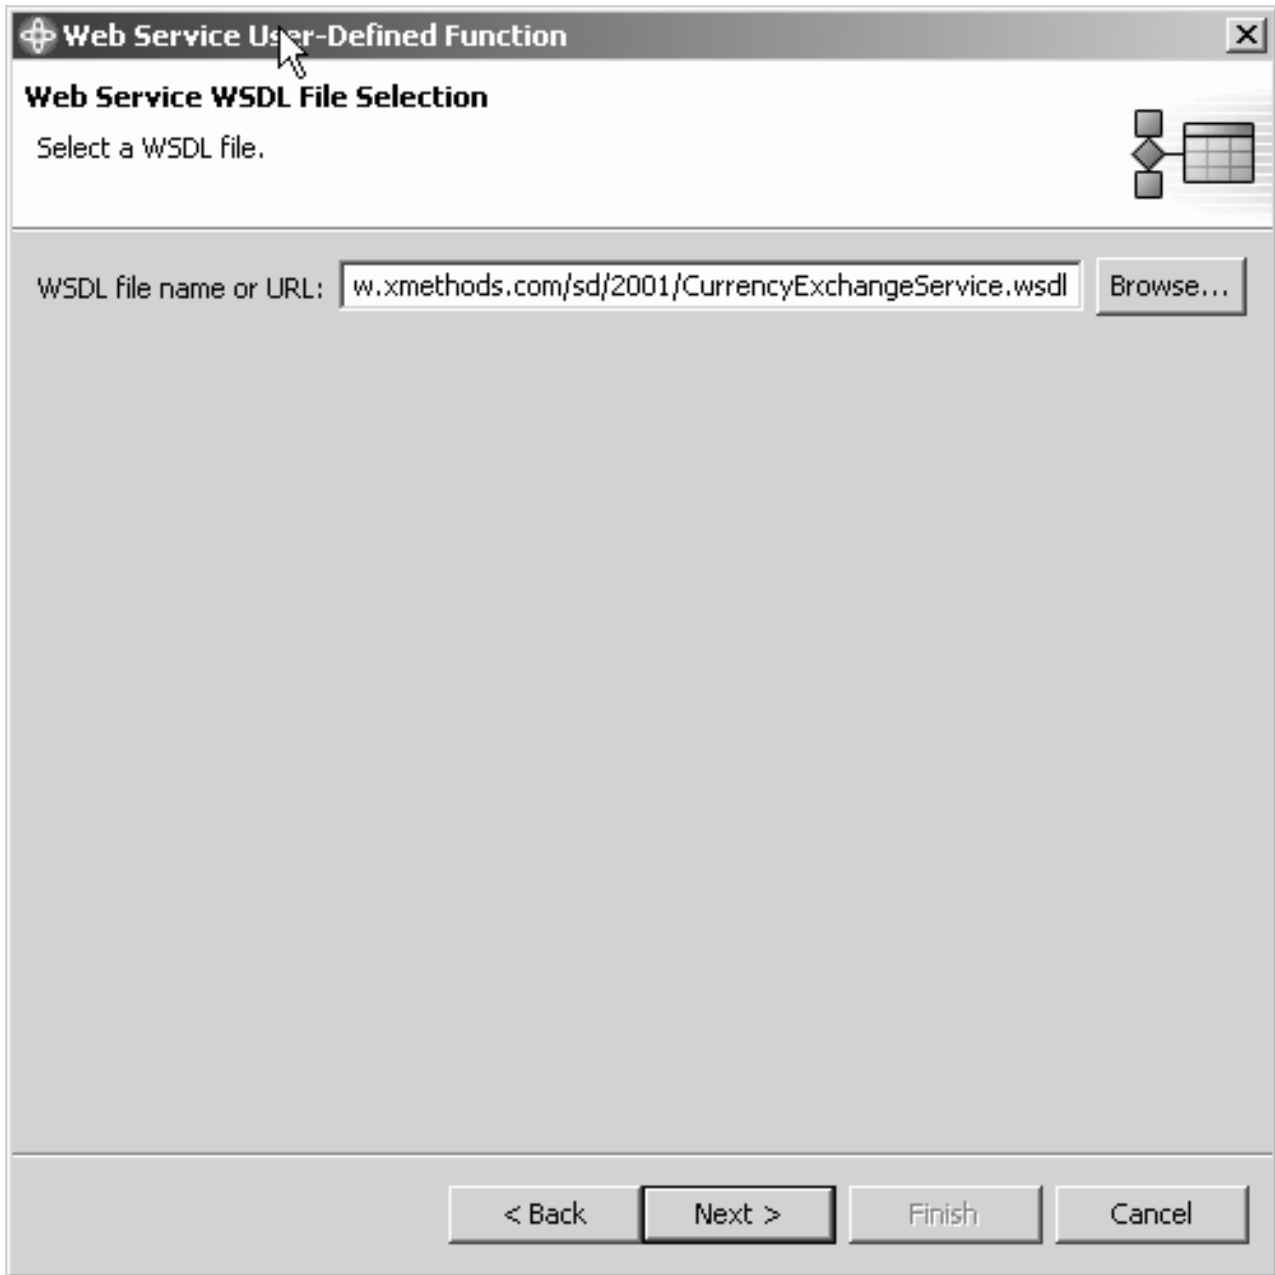 Web Service User-Defined Function
Web Service WSDL File Selection
Select a WSDL file.
WSDL file name or URL: w.xmethods.com/sd/2001/CurrencyExchangeService.wsdl Browse...
< Back Next > Finish Cancel